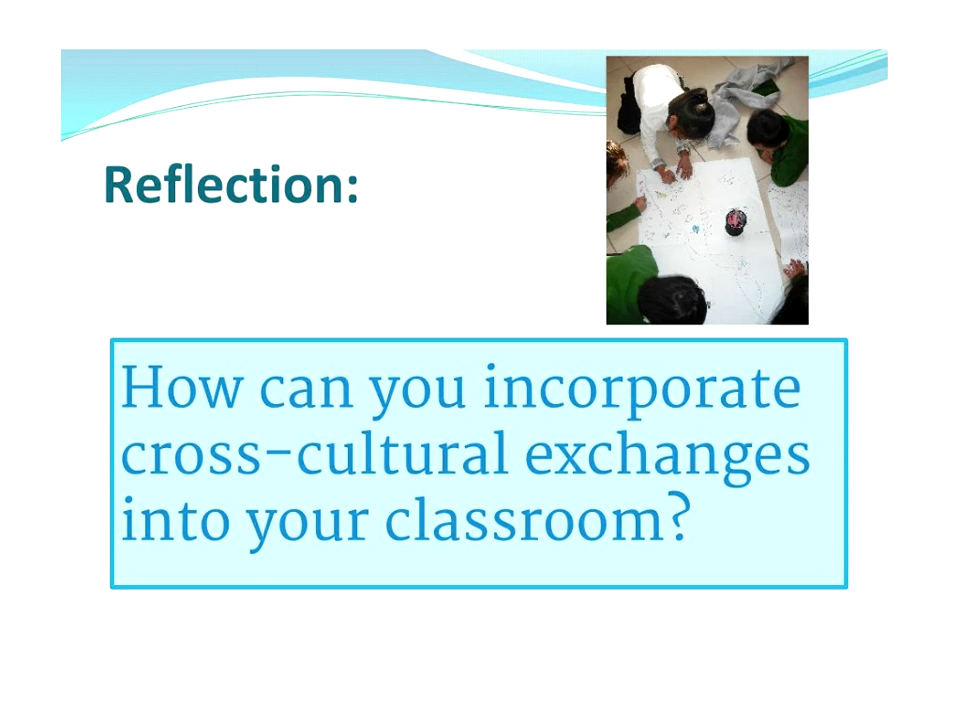 Reflection:
How can you incorporate
cross-cultural exchanges
into your classroom?